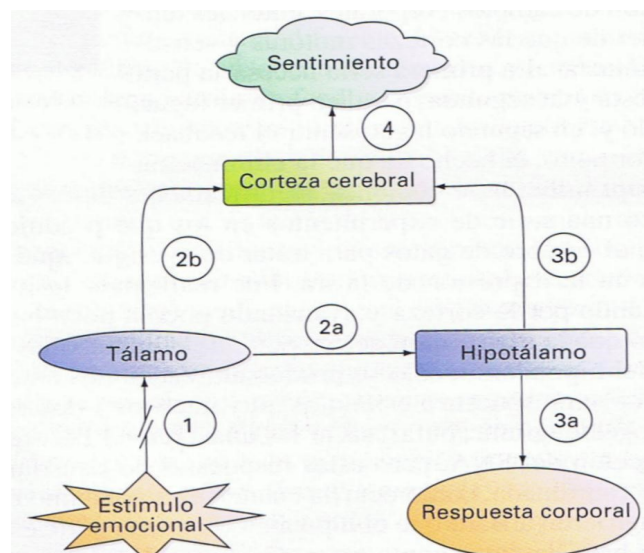 Sentimiento
4
Corteza cerebral
2b
3b
2a
Tálamo
Hipotálamo
1
3a
Estímulo
emocional
Respuesta corporal